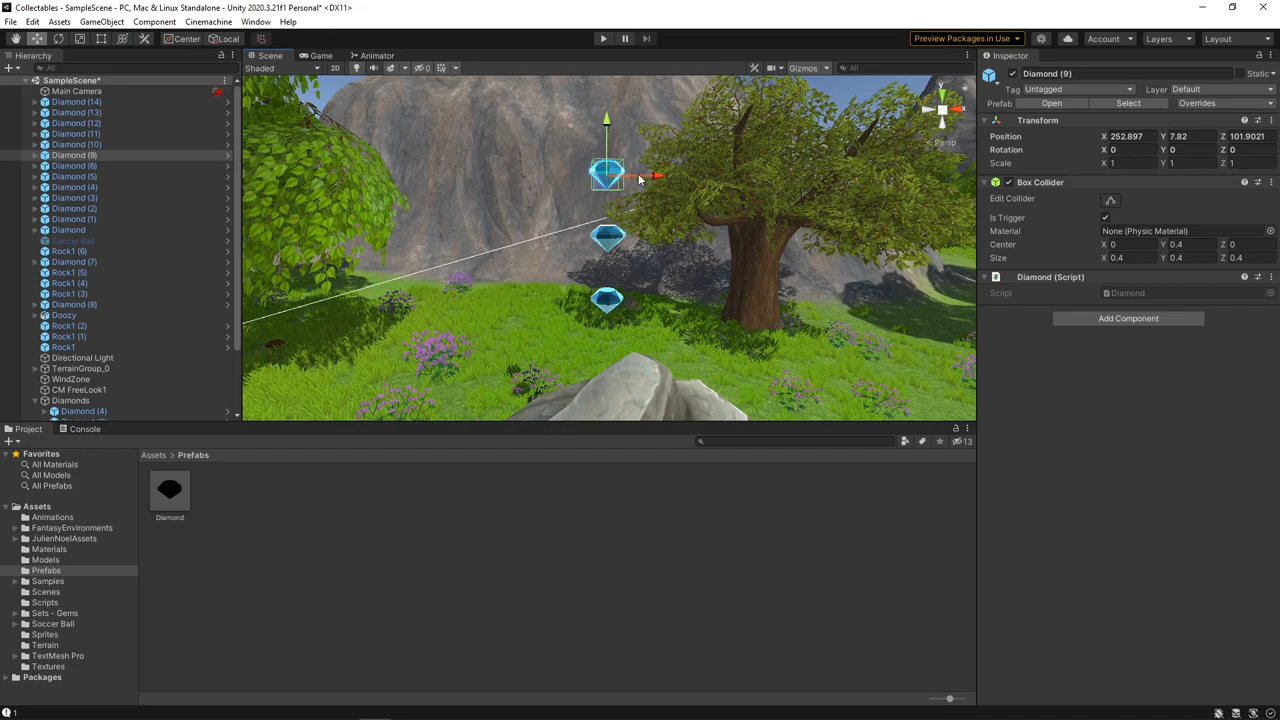 Collectables - SampleScene - PC, Mac & Linux Standalone - Unity 2020.3.21f1 Personal* <DX11>
File Edit Assets GameObject Component Cinemachine Window Help
Center Local Preview Packages in Use Account Layers Layout
Hierarchy
All
SampleScene*
Main Camera
Diamond (14)
Diamond (13)
Diamond (12)
Diamond (11)
Diamond (10)
Diamond (9)
Diamond (6)
Diamond (5)
Diamond (4)
Diamond (3)
Diamond (2)
Diamond (1)
Diamond
Soccer Ball
Rock1 (6)
Diamond (7)
Rock1 (5)
Rock1 (4)
Rock1 (3)
Diamond (8)
Doozy
Rock1 (2)
Rock1 (1)
Rock1
Directional Light
TerrainGroup_0
WindZone
CM FreeLook1
Diamonds
Diamond (4)
Scene Game Animator
Shaded 2D 0 Gizmos All
y
x
< Persp
Inspector
Diamond (9) Static
Tag Untagged Layer Default
Prefab Open Select Overrides
Transform
Position X 252.897 Y 7.82 Z 101.9021
Rotation X 0 Y 0 Z 0
Scale X 1 Y 1 Z 1
Box Collider
Edit Collider
Is Trigger
Material None (Physic Material)
Center X 0 Y 0.4 Z 0
Size X 0.4 Y 0.4 Z 0.4
Diamond (Script)
Script Diamond
Add Component
Project Console
13
Favorites
All Materials
All Models
All Prefabs
Assets
Animations
FantasyEnvironments
JulienNoelAssets
Materials
Models
Prefabs
Samples
Scenes
Scripts
Sets - Gems
Soccer Ball
Sprites
Terrain
TextMesh Pro
Textures
Packages
Assets > Prefabs
Diamond
1